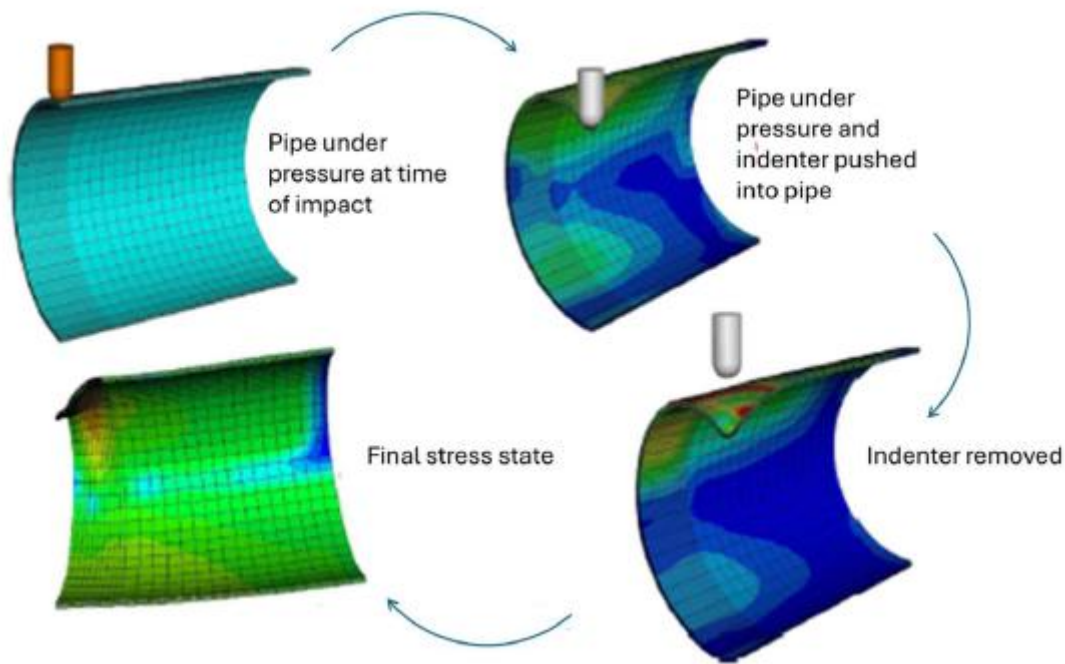 Pipe under
pressure at time
of impact
Pipe under
pressure and
indenter pushed
into pipe
Indenter removed
Final stress state